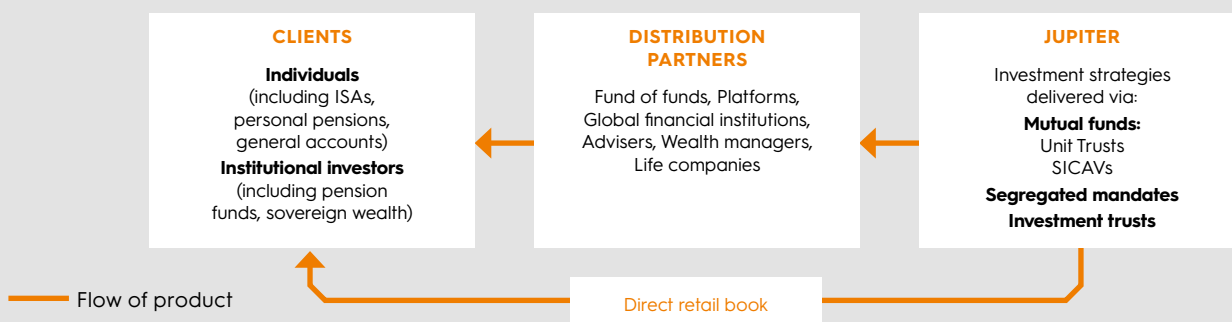 CLIENTS
Individuals
(including ISAs,
personal pensions,
general accounts)
Institutional investors
(including pension
funds, sovereign wealth)
DISTRIBUTION
PARTNERS
Fund of funds, Platforms,
Global financial institutions,
Advisers, Wealth managers,
Life companies
JUPITER
Investment strategies
delivered via:
Mutual funds:
Unit Trusts
SICAVs
Segregated mandates
Investment trusts
Flow of product
Direct retail book